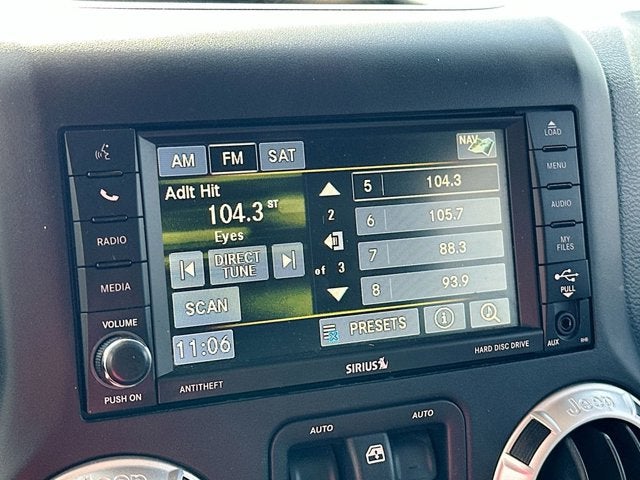 AM FM SAT NAV
Adlt Hit
104.3 ST
Eyes
DIRECT
TUNE
SCAN
11:06
2
of 3
5 104.3
6 105.7
7 88.3
8 93.9
PRESETS
RADIO
MEDIA
VOLUME
PUSH ON
ANTITHEFT
SIRIUS
HARD DISC DRIVE
LOAD
MENU
AUDIO
MY
FILES
PULL
AUX RHB
AUTO AUTO
Jeep
Jeep